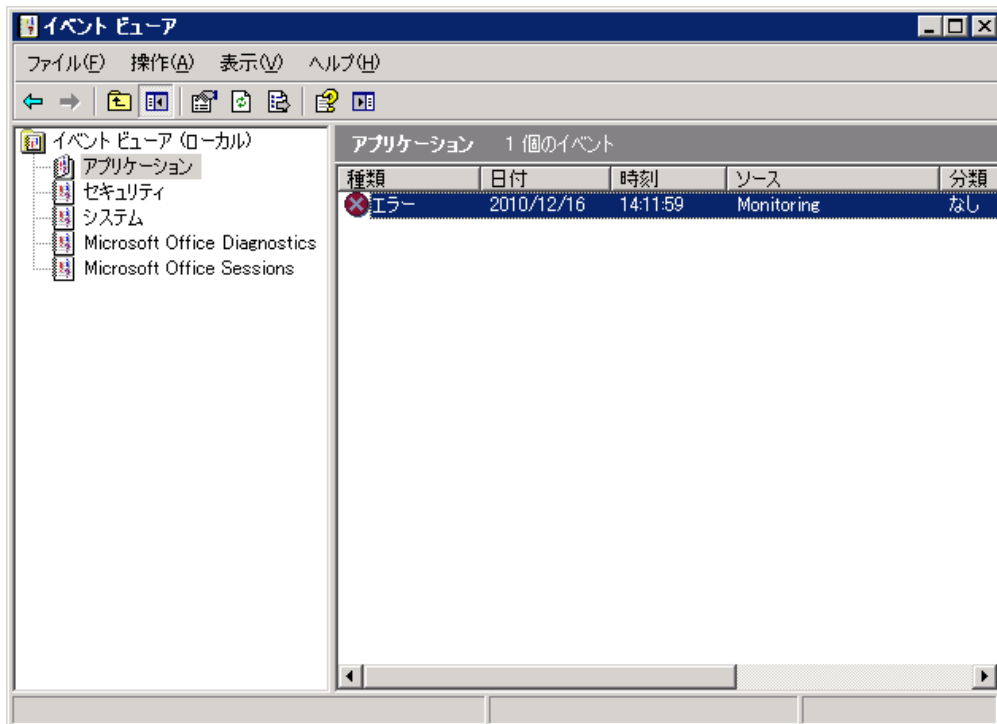 イベント ビューア
ファイル(F) 操作(A) 表示(V) ヘルプ(H)
イベント ビューア (ローカル)
アプリケーション
セキュリティ
システム
Microsoft Office Diagnostics
Microsoft Office Sessions
アプリケーション 1 個のイベント
種類 日付 時刻 ソース 分類
エラー 2010/12/16 14:11:59 Monitoring なし